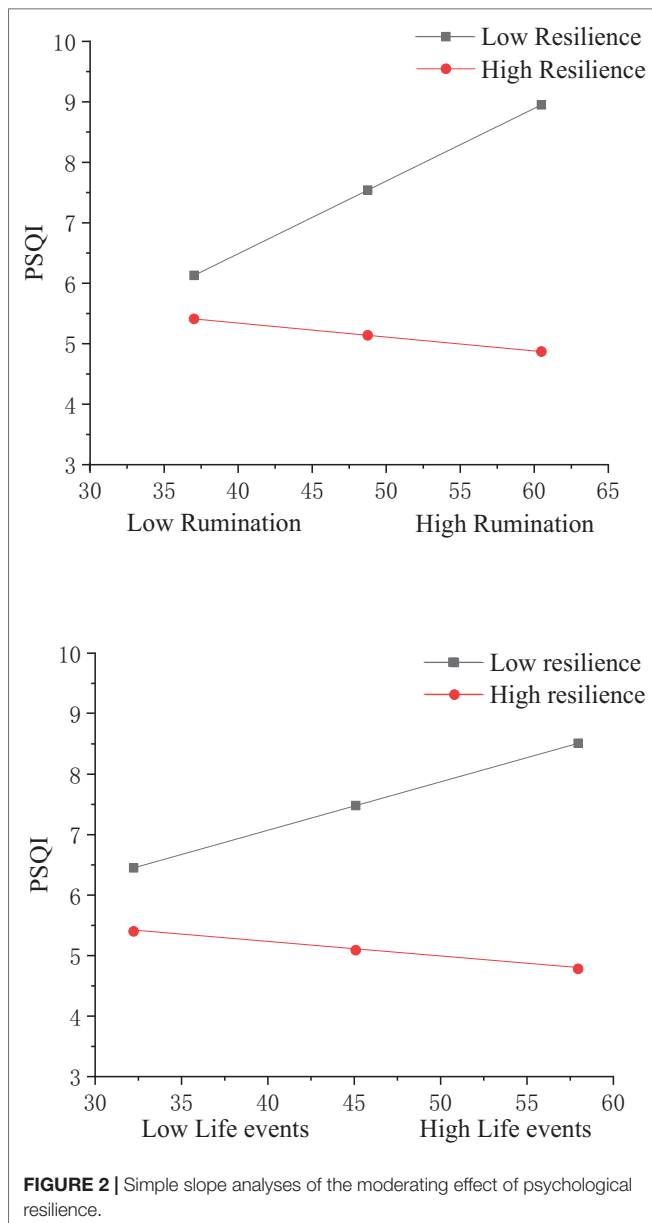 10
9
8
7
6
5
4
3
PSQI
Low Resilience
High Resilience
30 35 40 45 50 55 60 65
Low Rumination High Rumination
10
9
8
7
6
5
4
3
PSQI
Low resilience
High resilience
30 35 40 45 50 55 60
Low Life events High Life events
FIGURE 2 | Simple slope analyses of the moderating effect of psychological
resilience.